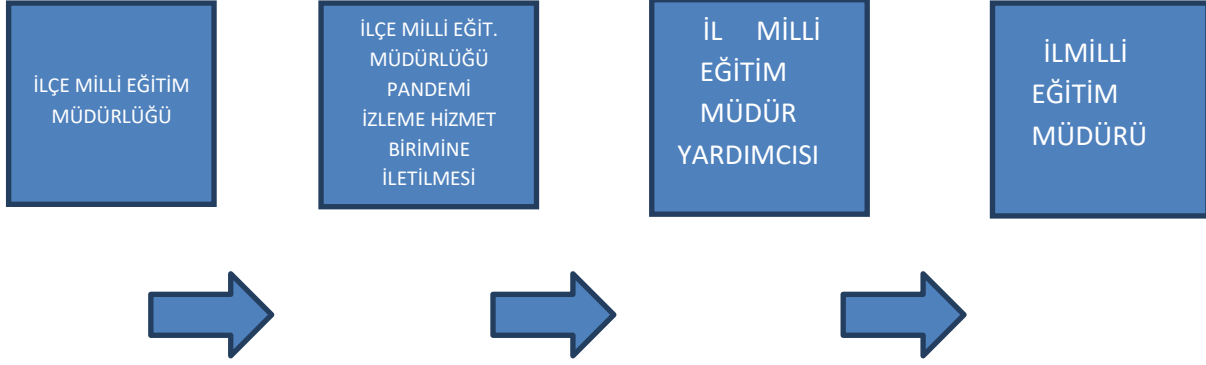 İLÇE MİLLİ EĞİTİM
MÜDÜRLÜĞÜ
İLÇE MİLLİ EĞİT.
MÜDÜRLÜĞÜ
PANDEMİ
İZLEME HİZMET
BİRİMİNE
İLETİLMESİ
İL MİLLİ
EĞİTİM
MÜDÜR
YARDIMCISI
İLMİLLİ
EĞİTİM
MÜDÜRÜ